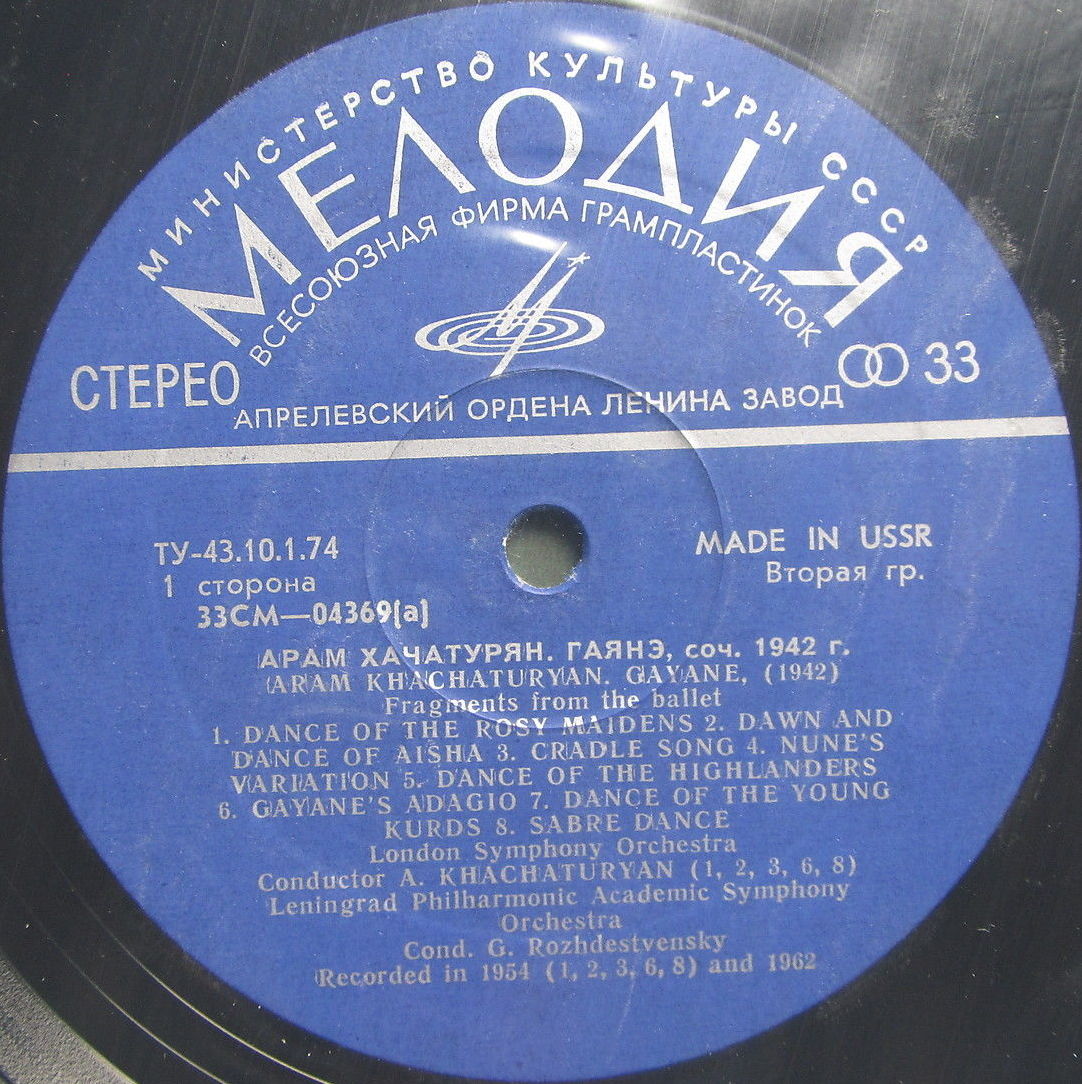 МИНИСТЕРСТВО КУЛЬТУРЫ СССР
МЕЛОДИЯ
ВСЕСОЮЗНАЯ ФИРМА ГРАМПЛАСТИНОК
СТЕРЕО
33
АПРЕЛЕВСКИЙ ОРДЕНА ЛЕНИНА ЗАВОД
ТУ-43.10.1.74
MADE IN USSR
1 сторона
Вторая гр.
33СМ—04369(а)
АРАМ ХАЧАТУРЯН. ГАЯНЭ, соч. 1942 г.
ARAM KHACHATURYAN. GAYANE, (1942)
Fragments from the ballet
1. DANCE OF THE ROSY MAIDENS 2. DAWN AND
DANCE OF AISHA 3. CRADLE SONG 4. NUNE'S
VARIATION 5. DANCE OF THE HIGHLANDERS
6. GAYANE'S ADAGIO 7. DANCE OF THE YOUNG
KURDS 8. SABRE DANCE
London Symphony Orchestra
Conductor A. KHACHATURYAN (1, 2, 3, 6, 8)
Leningrad Philharmonic Academic Symphony
Orchestra
Cond. G. Rozhdestvensky
Recorded in 1954 (1, 2, 3, 6, 8) and 1962